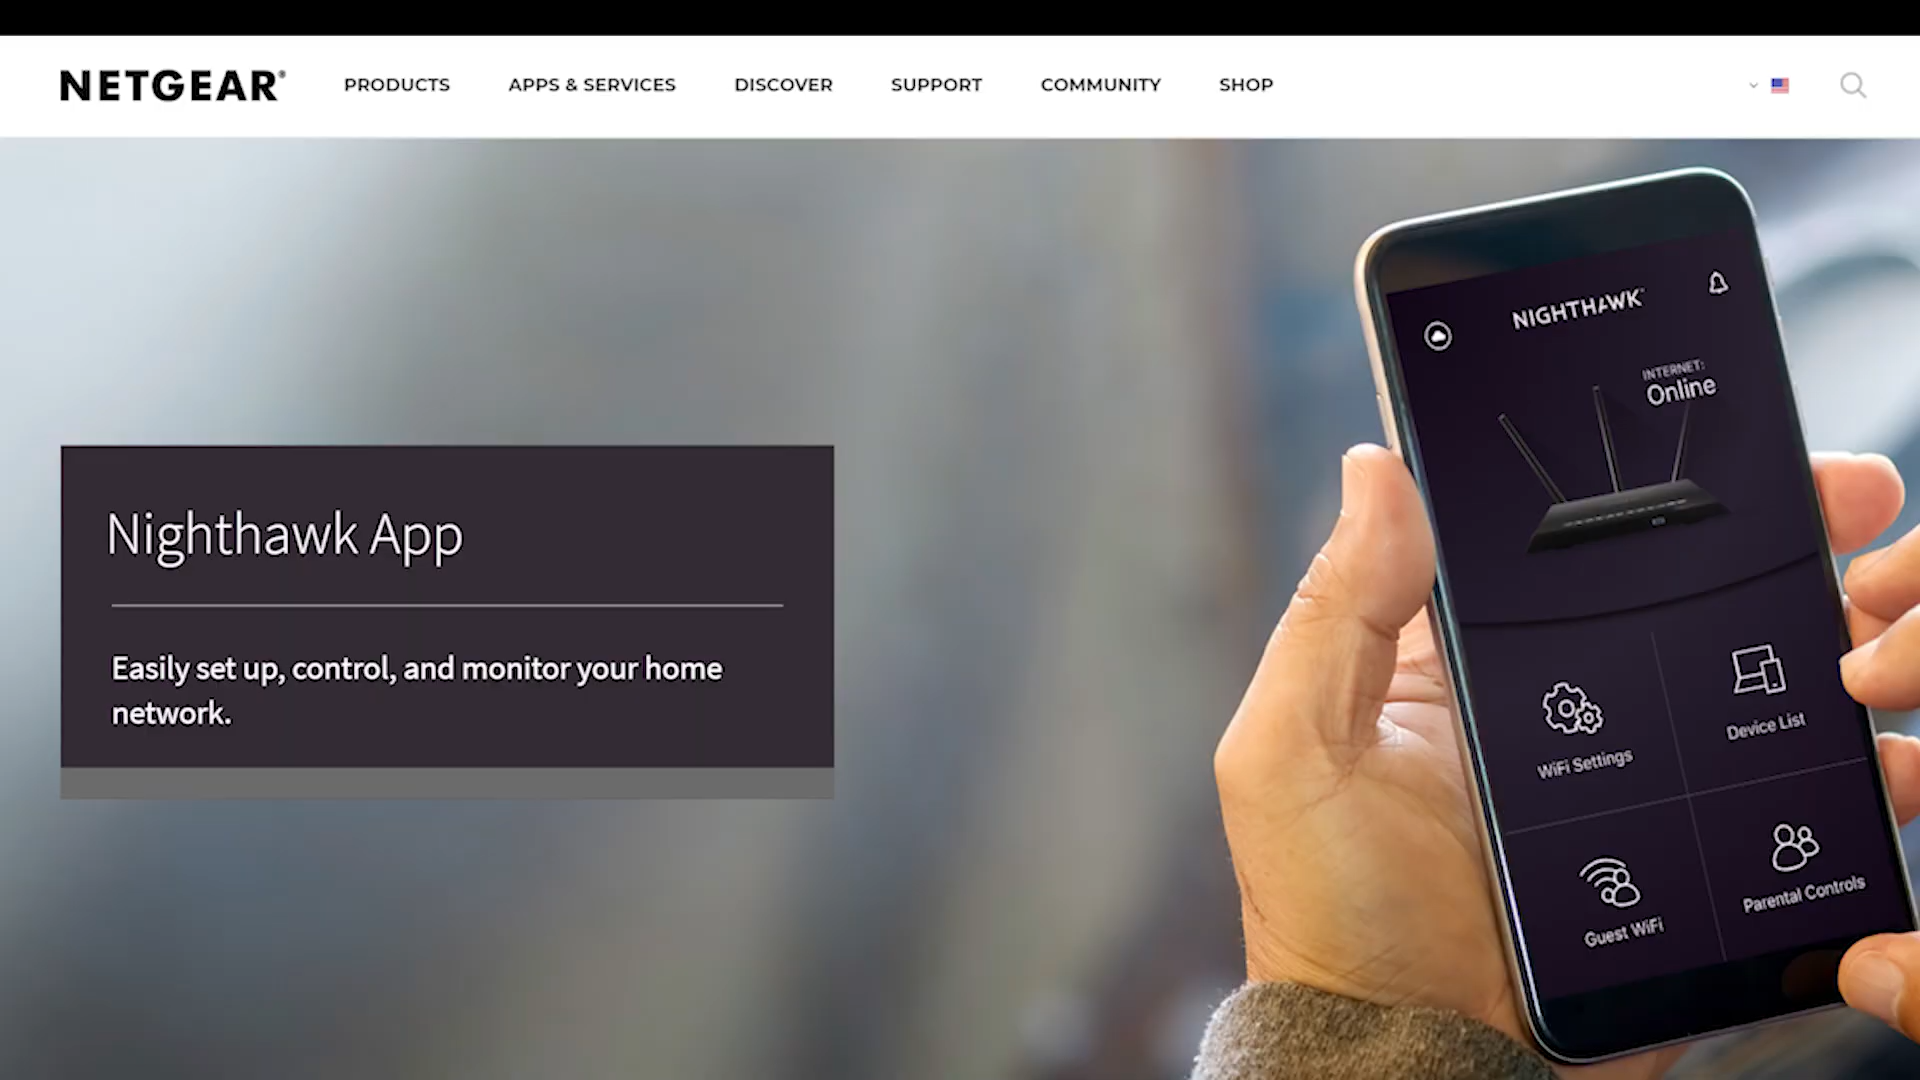 NETGEAR®
PRODUCTS
APPS & SERVICES
DISCOVER
SUPPORT
COMMUNITY
SHOP
Nighthawk App
Easily set up, control, and monitor your home
network.
NIGHTHAWK
INTERNET:
Online
WiFi Settings
Device List
Guest WiFi
Parental Controls